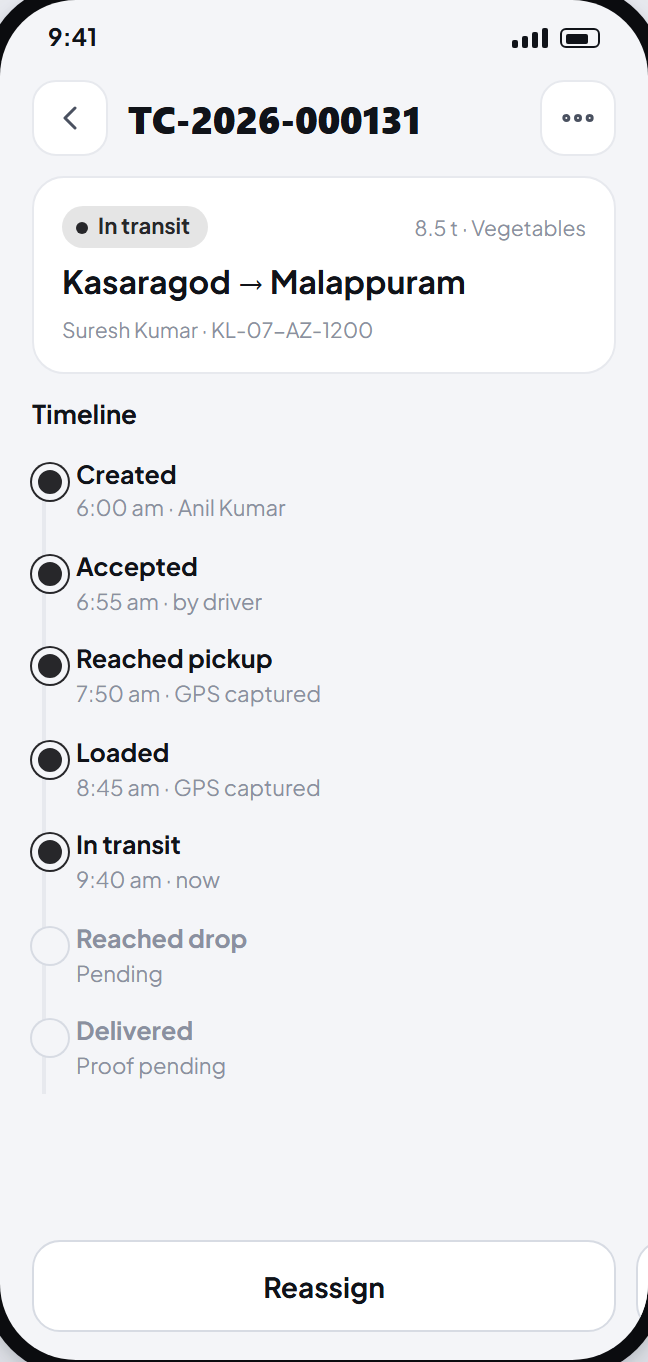 9:41
TC-2026-000131
In transit
8.5 t · Vegetables
Kasaragod → Malappuram
Suresh Kumar · KL-07-AZ-1200
Timeline
Created
6:00 am · Anil Kumar
Accepted
6:55 am · by driver
Reached pickup
7:50 am · GPS captured
Loaded
8:45 am · GPS captured
In transit
9:40 am · now
Reached drop
Pending
Delivered
Proof pending
Reassign